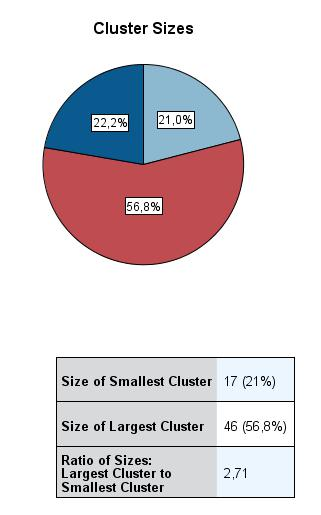 Cluster Sizes
22,2%
21,0%
56,8%
Size of Smallest Cluster 17 (21%)
Size of Largest Cluster 46 (56,8%)
Ratio of Sizes:
Largest Cluster to
Smallest Cluster
2,71